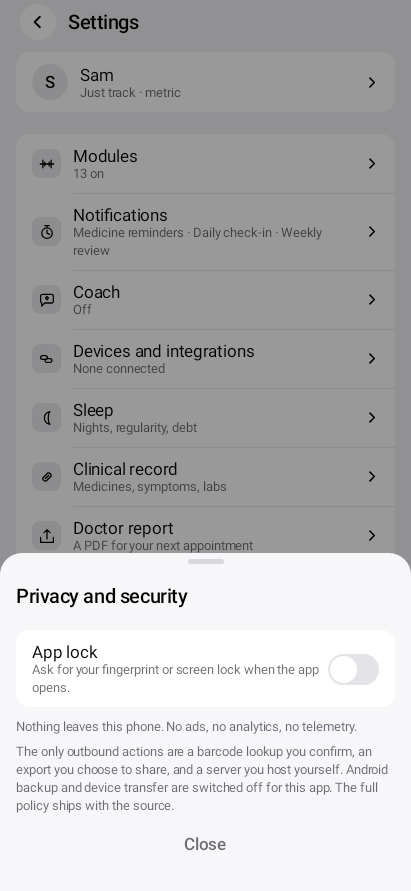 Settings
S
Sam
Just track · metric
Modules
13 on
Notifications
Medicine reminders · Daily check-in · Weekly
review
Coach
Off
Devices and integrations
None connected
Sleep
Nights, regularity, debt
Clinical record
Medicines, symptoms, labs
Doctor report
A PDF for your next appointment
Privacy and security
App lock
Ask for your fingerprint or screen lock when the app
opens.
Nothing leaves this phone. No ads, no analytics, no telemetry.
The only outbound actions are a barcode lookup you confirm, an
export you choose to share, and a server you host yourself. Android
backup and device transfer are switched off for this app. The full
policy ships with the source.
Close